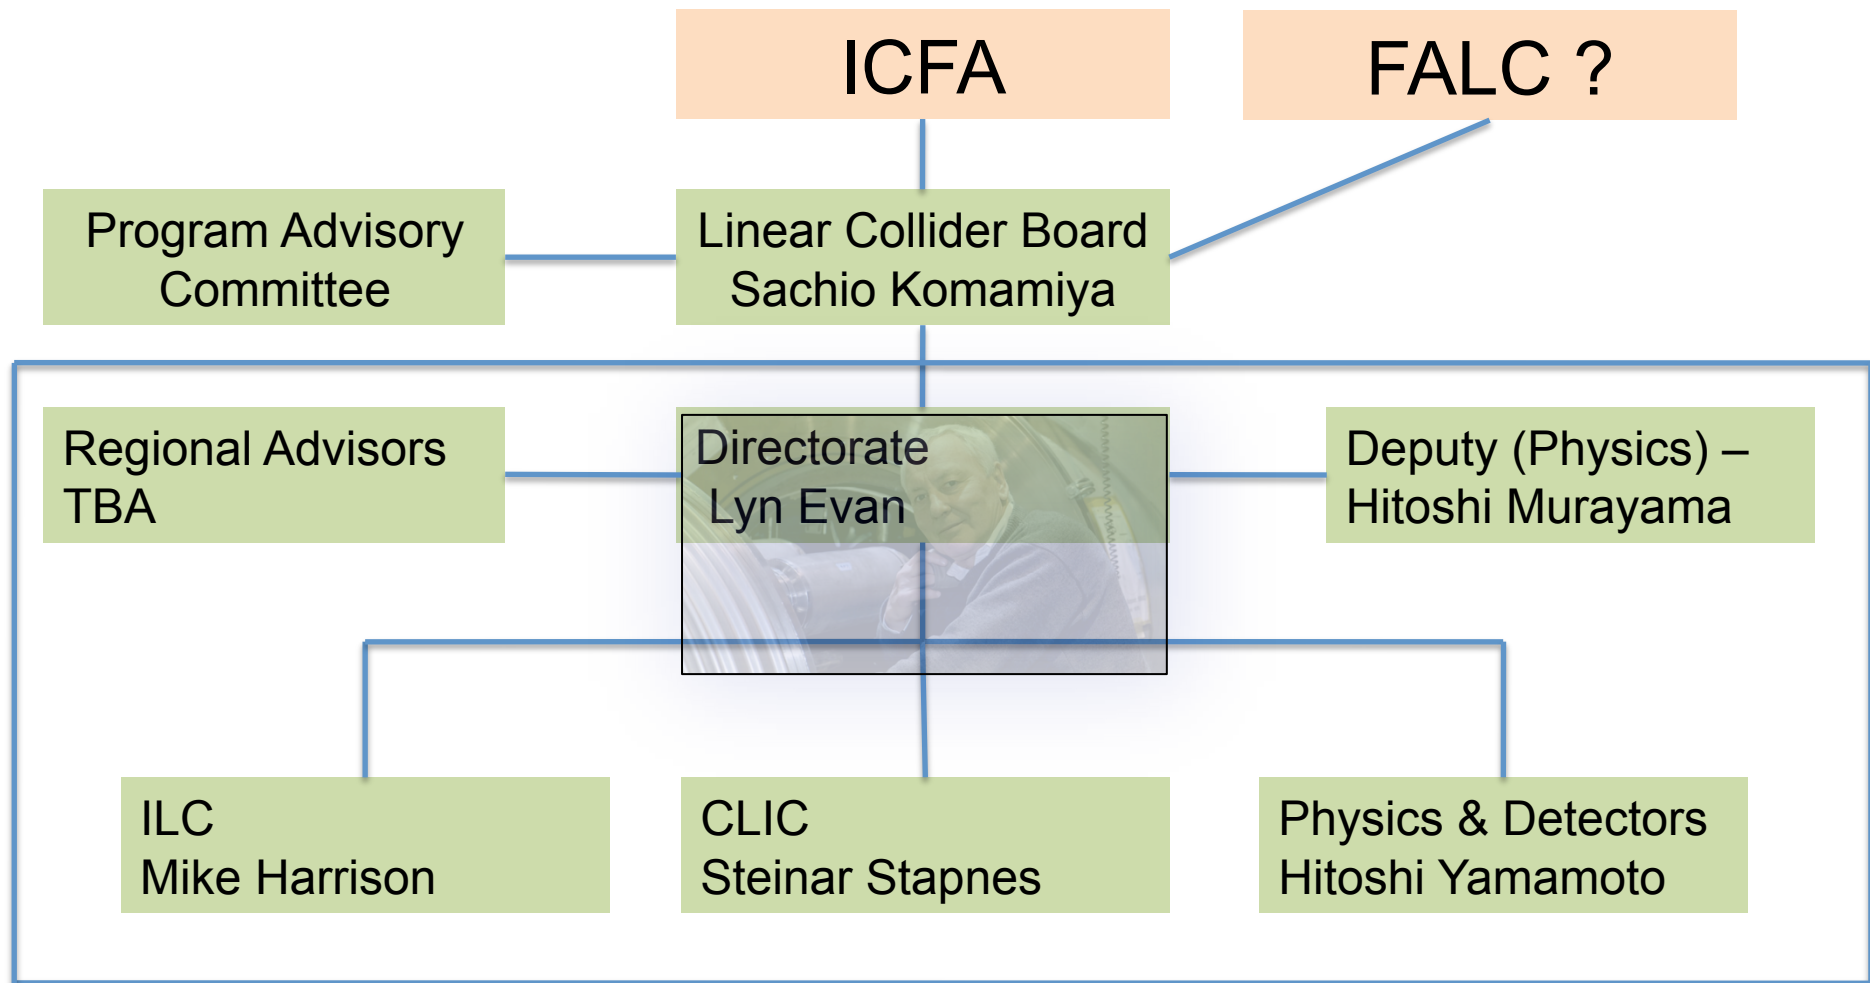 ICFA
FALC ?
Program Advisory
Committee
Linear Collider Board
Sachio Komamiya
Regional Advisors
TBA
Directorate
Lyn Evan
Deputy (Physics) –
Hitoshi Murayama
ILC
Mike Harrison
CLIC
Steinar Stapnes
Physics & Detectors
Hitoshi Yamamoto